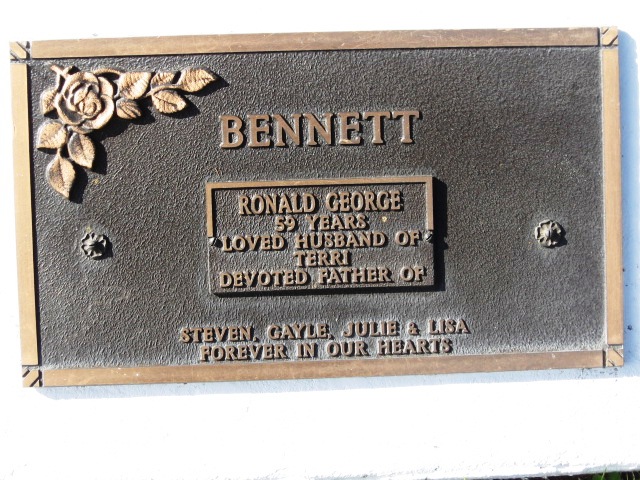 BENNETT
RONALD GEORGE
59 YEARS
LOVED HUSBAND OF
TERRI
DEVOTED FATHER OF
STEVEN, GAYLE, JULIE & LISA
FOREVER IN OUR HEARTS